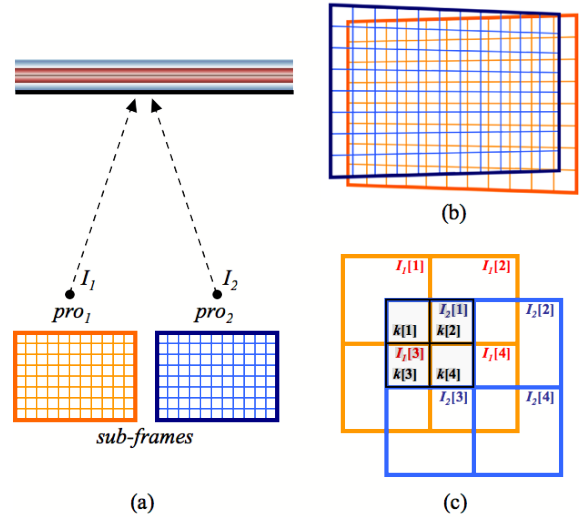 I1
I2
pro1
pro2
sub-frames
(a)
(b)
I1[1]
I1[2]
I2[1]
I2[2]
k[1]
k[2]
I1[3]
I1[4]
k[3]
k[4]
I2[3]
I2[4]
(c)